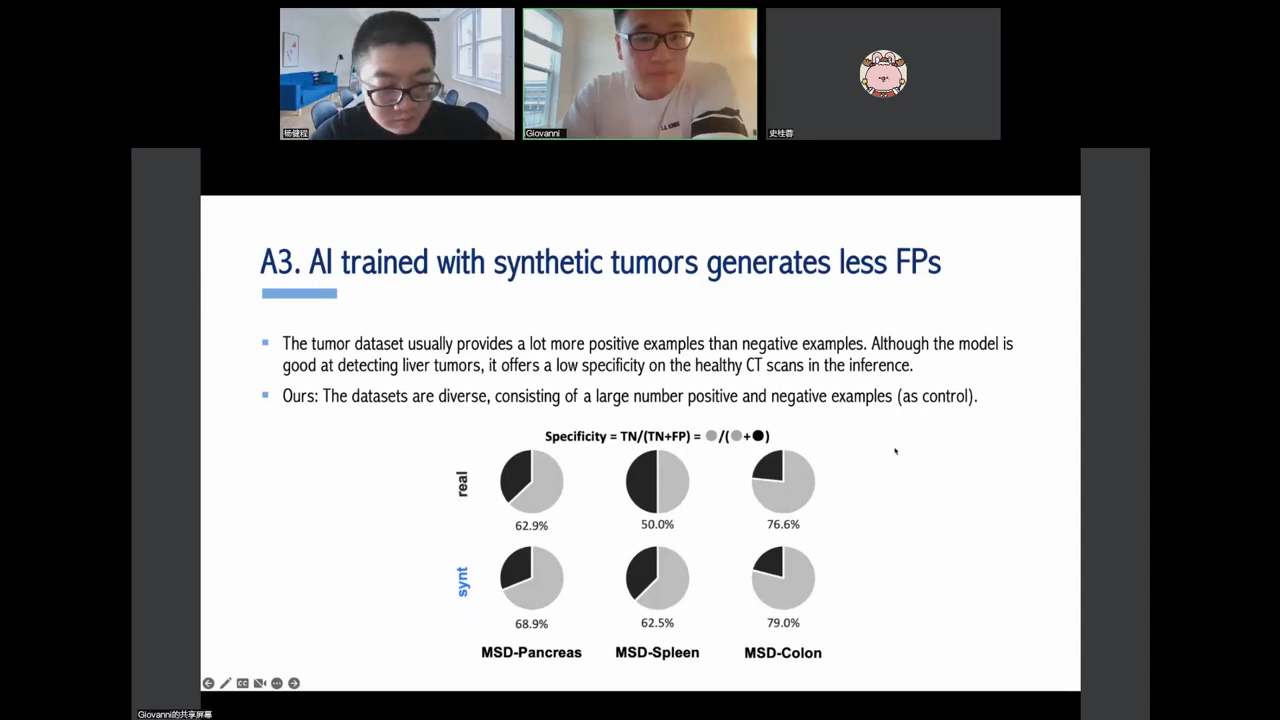 杨健程
Giovanni
史桂蓉
A3. AI trained with synthetic tumors generates less FPs
The tumor dataset usually provides a lot more positive examples than negative examples. Although the model is
good at detecting liver tumors, it offers a low specificity on the healthy CT scans in the inference.
Ours: The datasets are diverse, consisting of a large number positive and negative examples (as control).
Specificity = TN/(TN+FP) = /( + )
real
62.9% 50.0% 76.6%
synt
68.9% 62.5% 79.0%
MSD-Pancreas MSD-Spleen MSD-Colon
Giovanni的共享屏幕